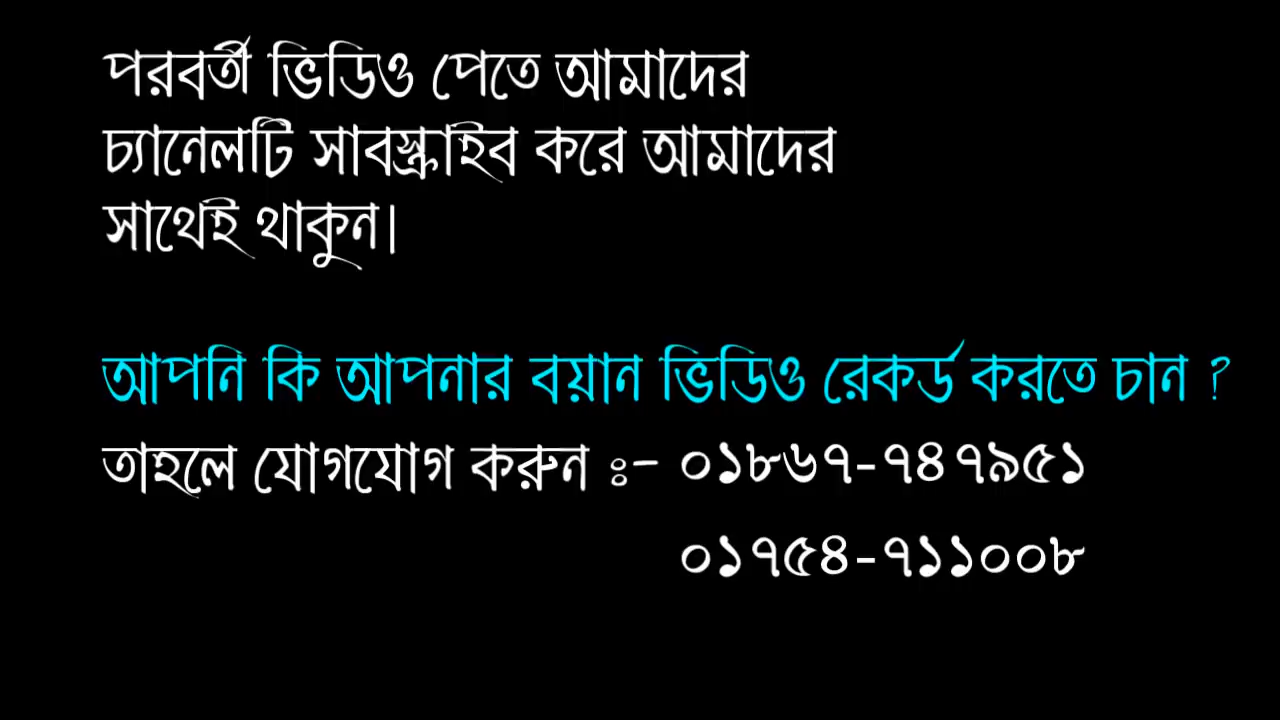 পরবর্তী ভিডিও পেতে আমাদের
চ্যানেলটি সাবস্ক্রাইব করে আমাদের
সাথেই থাকুন।
আপনি কি আপনার বয়ান ভিডিও রেকর্ড করতে চান ?
তাহলে যোগযোগ করুন ঃ- ০১৮৬৭-৭৪৭৯৫১
০১৭৫৪-৭১১০০৮